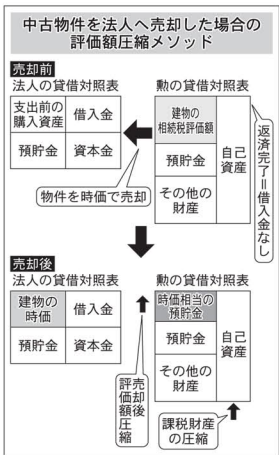 中古物件を法人へ売却した場合の
評価額圧縮メソッド
売却前
法人の貸借対照表
支出前の
購入資産
借入金
預貯金
資本金
物件を時価で売却
勲の貸借対照表
建物の
相続税評価額
預貯金
その他の
財産
自己
資産
返済完了＝借入金なし
売却後
法人の貸借対照表
建物の
時価
借入金
預貯金
資本金
売却後
評価額圧縮
勲の貸借対照表
時価相当の
預貯金
預貯金
その他の
財産
自己
資産
課税財産
の圧縮